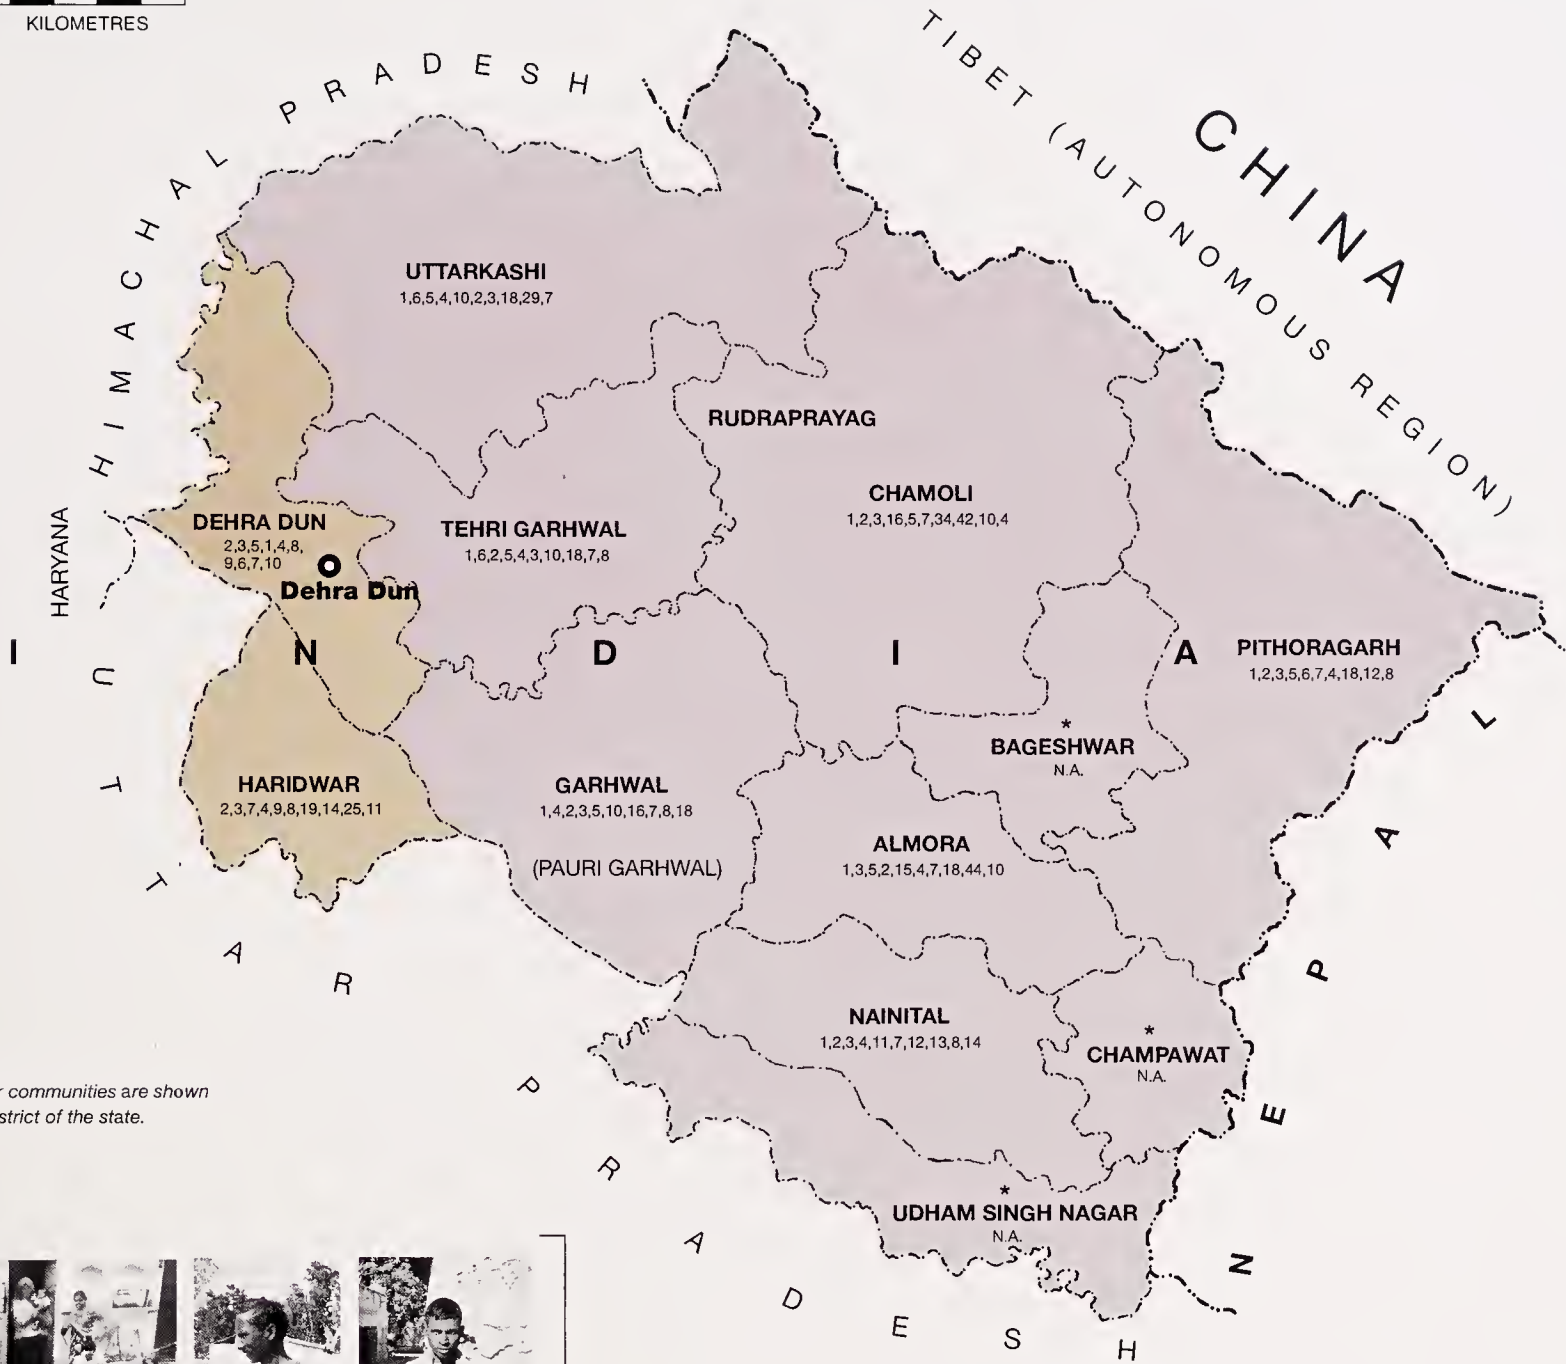 KILOMETRES
HIMACHAL PRADESH
TIBET (AUTONOMOUS REGION)
CHINA
HARYANA
UTTARKASHI
1,6,5,4,10,2,3,18,29,7
RUDRAPRAYAG
CHAMOLI
1,2,3,16,5,7,34,42,10,4
DEHRA DUN
2,3,5,1,4,8,
9,6,7,10
Dehra Dun
TEHRI GARHWAL
1,6,2,5,4,3,10,18,7,8
INDIA
PITHORAGARH
1,2,3,5,6,7,4,18,12,8
*
BAGESHWAR
N.A.
HARIDWAR
2,3,7,4,9,8,19,14,25,11
GARHWAL
1,4,2,3,5,10,16,7,8,18
(PAURI GARHWAL)
ALMORA
1,3,5,2,15,4,7,18,44,10
NAINITAL
1,2,3,4,11,7,12,13,8,14
*
CHAMPAWAT
N.A.
*
UDHAM SINGH NAGAR
N.A.
UTTAR PRADESH
NEPAL
r communities are shown
strict of the state.